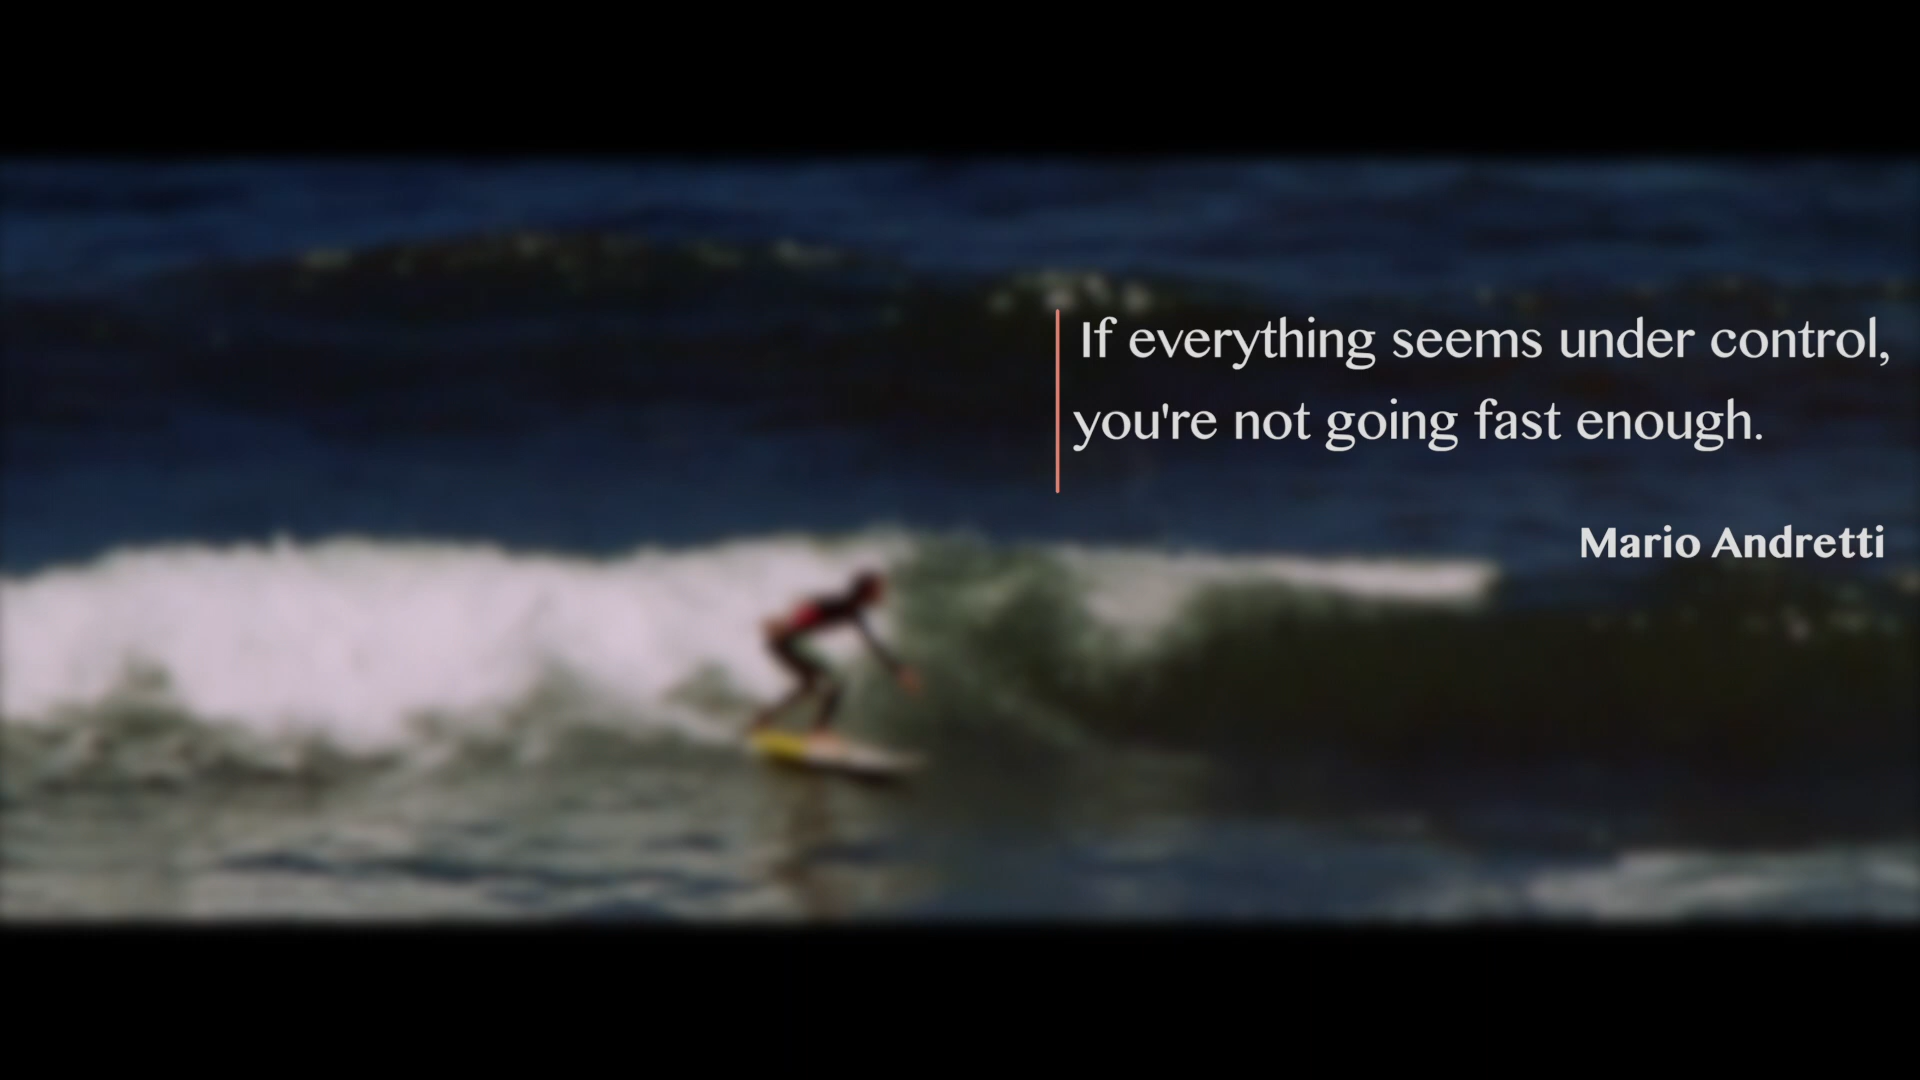 If everything seems under control,
you're not going fast enough.
Mario Andretti